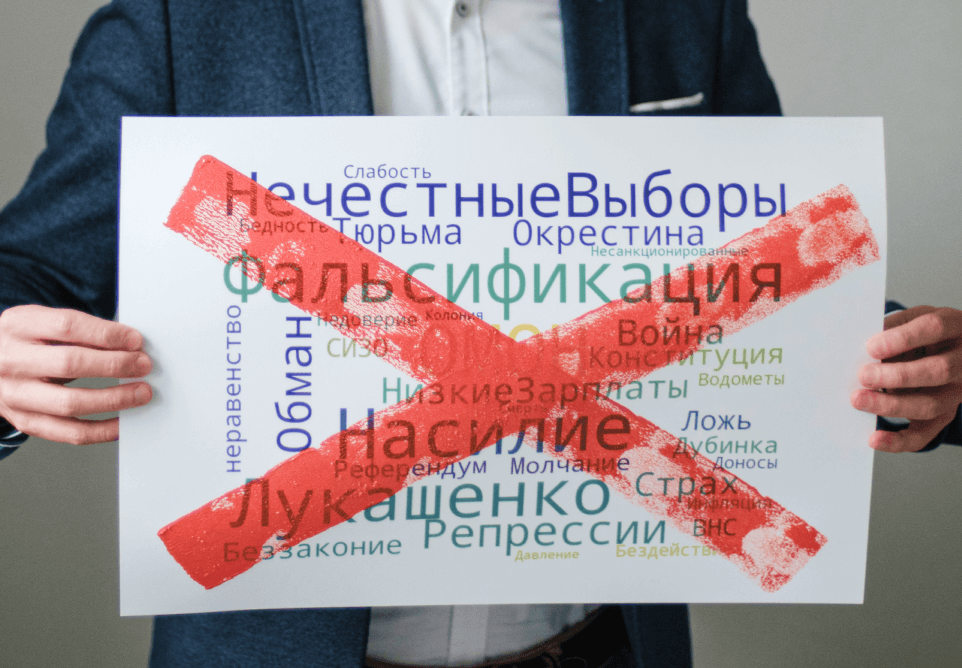 Слабость
НечестныеВыборы
Бедность Тюрьма Окрестина
Несанкционированные
Фальсификация
неравенство
Обман
Недоверие Колония
СИЗО
ОМОН
Война
Конституция
Водометы
НизкиеЗарплаты
Насилие
Ложь
Дубинка
Референдум Молчание Доносы
Лукашенко
Страх
Инфляция
ВНС
Репрессии
Беззаконие
Давление
Бездействие